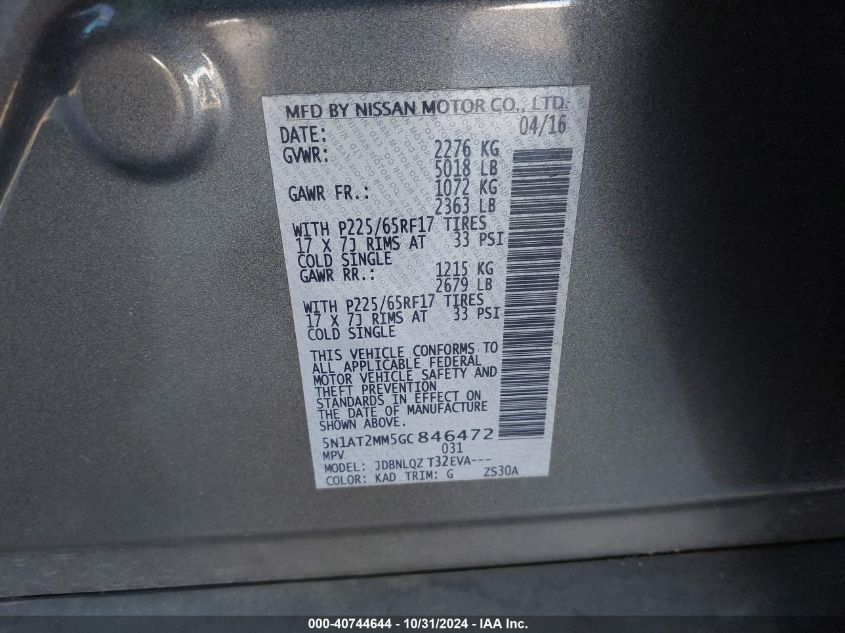 MFD BY NISSAN MOTOR CO., LTD.
DATE: 04/16
GVWR: 2276 KG
5018 LB
GAWR FR.: 1072 KG
2363 LB
WITH P225/65RF17 TIRES
17 X 7J RIMS AT 33 PSI
COLD SINGLE
GAWR RR.: 1215 KG
2679 LB
WITH P225/65RF17 TIRES
17 X 7J RIMS AT 33 PSI
COLD SINGLE
THIS VEHICLE CONFORMS TO
ALL APPLICABLE FEDERAL
MOTOR VEHICLE SAFETY AND
THEFT PREVENTION
STANDARDS IN EFFECT ON
THE DATE OF MANUFACTURE
SHOWN ABOVE.
5N1AT2MM5GC846472
MPV 031
MODEL: JDBNLQZ T32EVA---
COLOR: KAD TRIM: G ZS30A
000-40744644 / 10/31/2024 - IAA Inc.